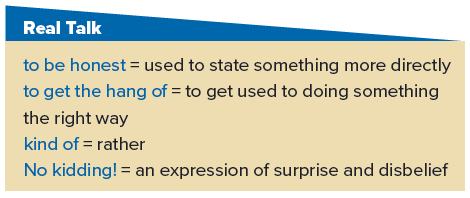 Real Talk
to be honest = used to state something more directly
to get the hang of = to get used to doing something
the right way
kind of = rather
No kidding! = an expression of surprise and disbelief